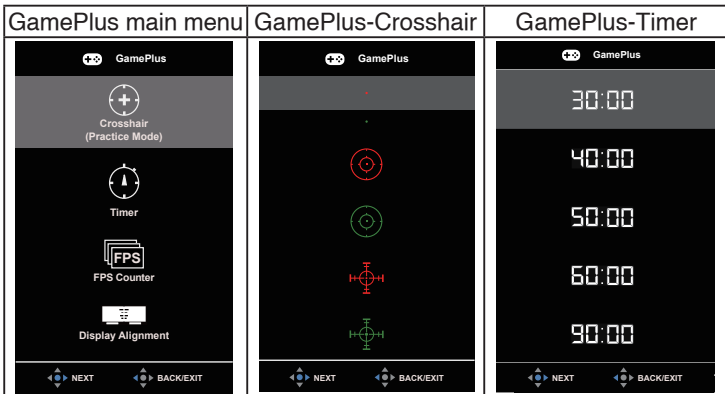 GamePlus main menu
GamePlus-Crosshair
GamePlus-Timer
GamePlus
Crosshair
(Practice Mode)
Timer
FPS
FPS Counter
Display Alignment
NEXT BACK/EXIT
GamePlus
NEXT BACK/EXIT
GamePlus
30:00
40:00
50:00
60:00
90:00
NEXT BACK/EXIT